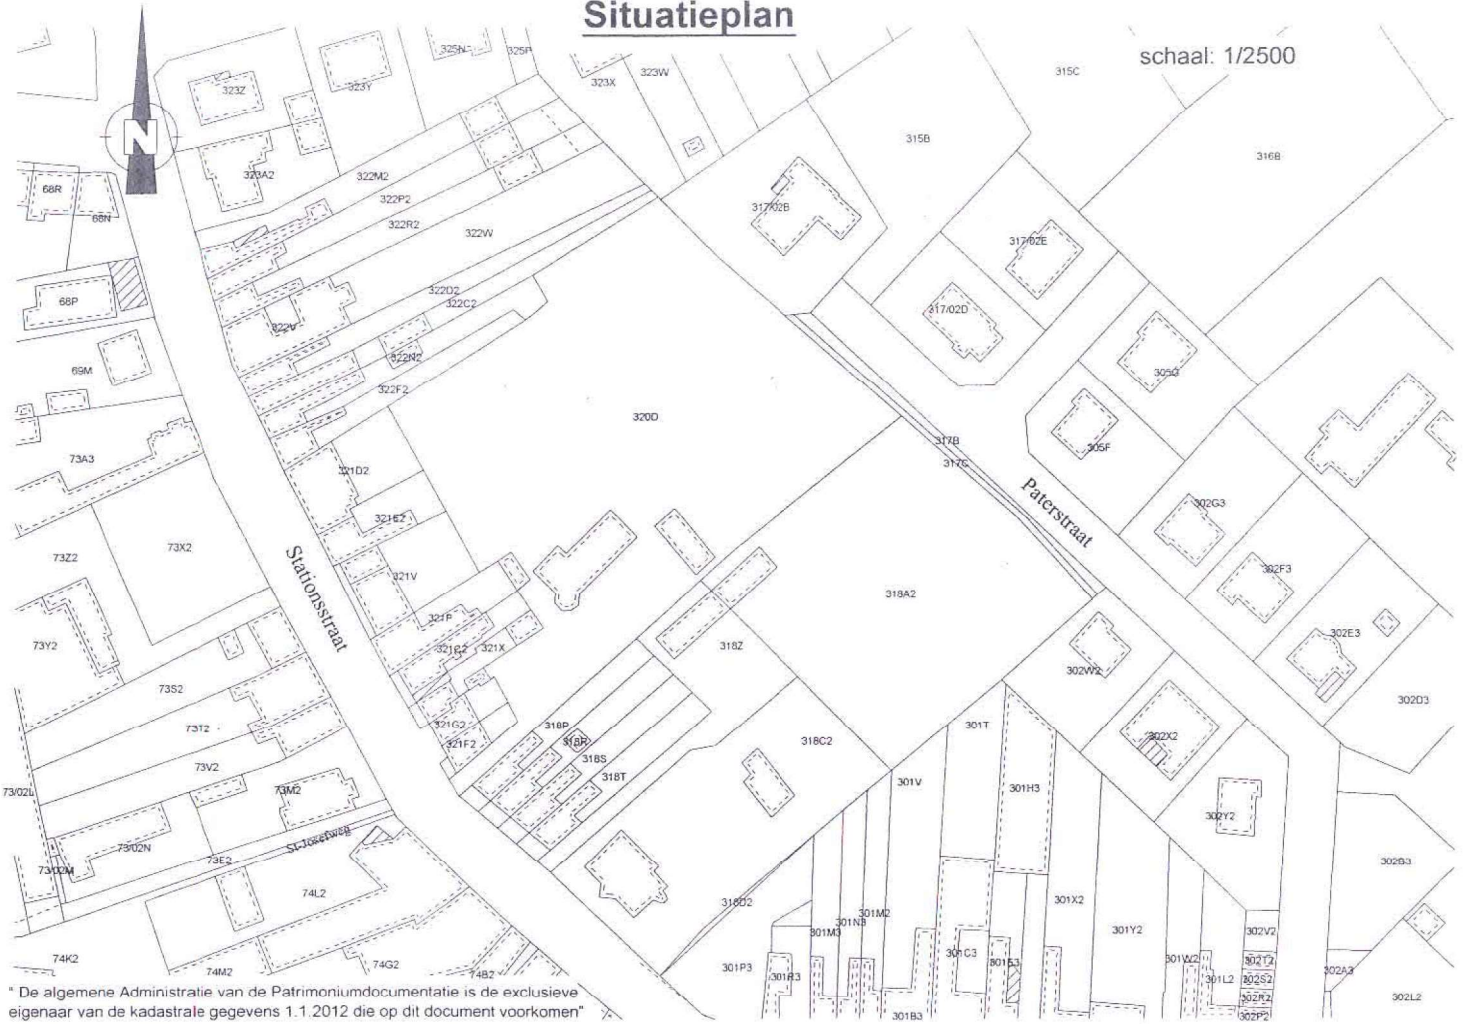 Situatieplan
schaal: 1/2500
N
325N
325P
323X
323W
315C
323Z
323Y
315B
316B
323A2
322M2
68R
68N
322P2
322R2
322W
317/02B
317/02E
68P
322D2
322C2
317/02D
322V
322N2
69M
322F2
305G
320D
305F
317B
317C
73A3
321D2
Paterstraat
302G3
321E2
73X2
73Z2
Stationsstraat
321V
302F3
318A2
321P
302E3
73Y2
321C2
321X
318Z
302W2
73S2
302D3
321G2
318P
301T
73T2
321F2
318R
318C2
302X2
318S
73V2
318T
301V
301H3
73/02L
73M2
302Y2
73/02N
St-Jozefweg
73E2
302B3
73/02M
74L2
318D2
301M2
301X2
301N3
301M3
301Y2
302V2
74K2
74M2
74G2
74B2
301P3
301R3
301C3
301E3
301W2
301L2
302T2
302S2
302R2
302P2
302A3
302L2
301B3
" De algemene Administratie van de Patrimoniumdocumentatie is de exclusieve
eigenaar van de kadastrale gegevens 1.1.2012 die op dit document voorkomen"